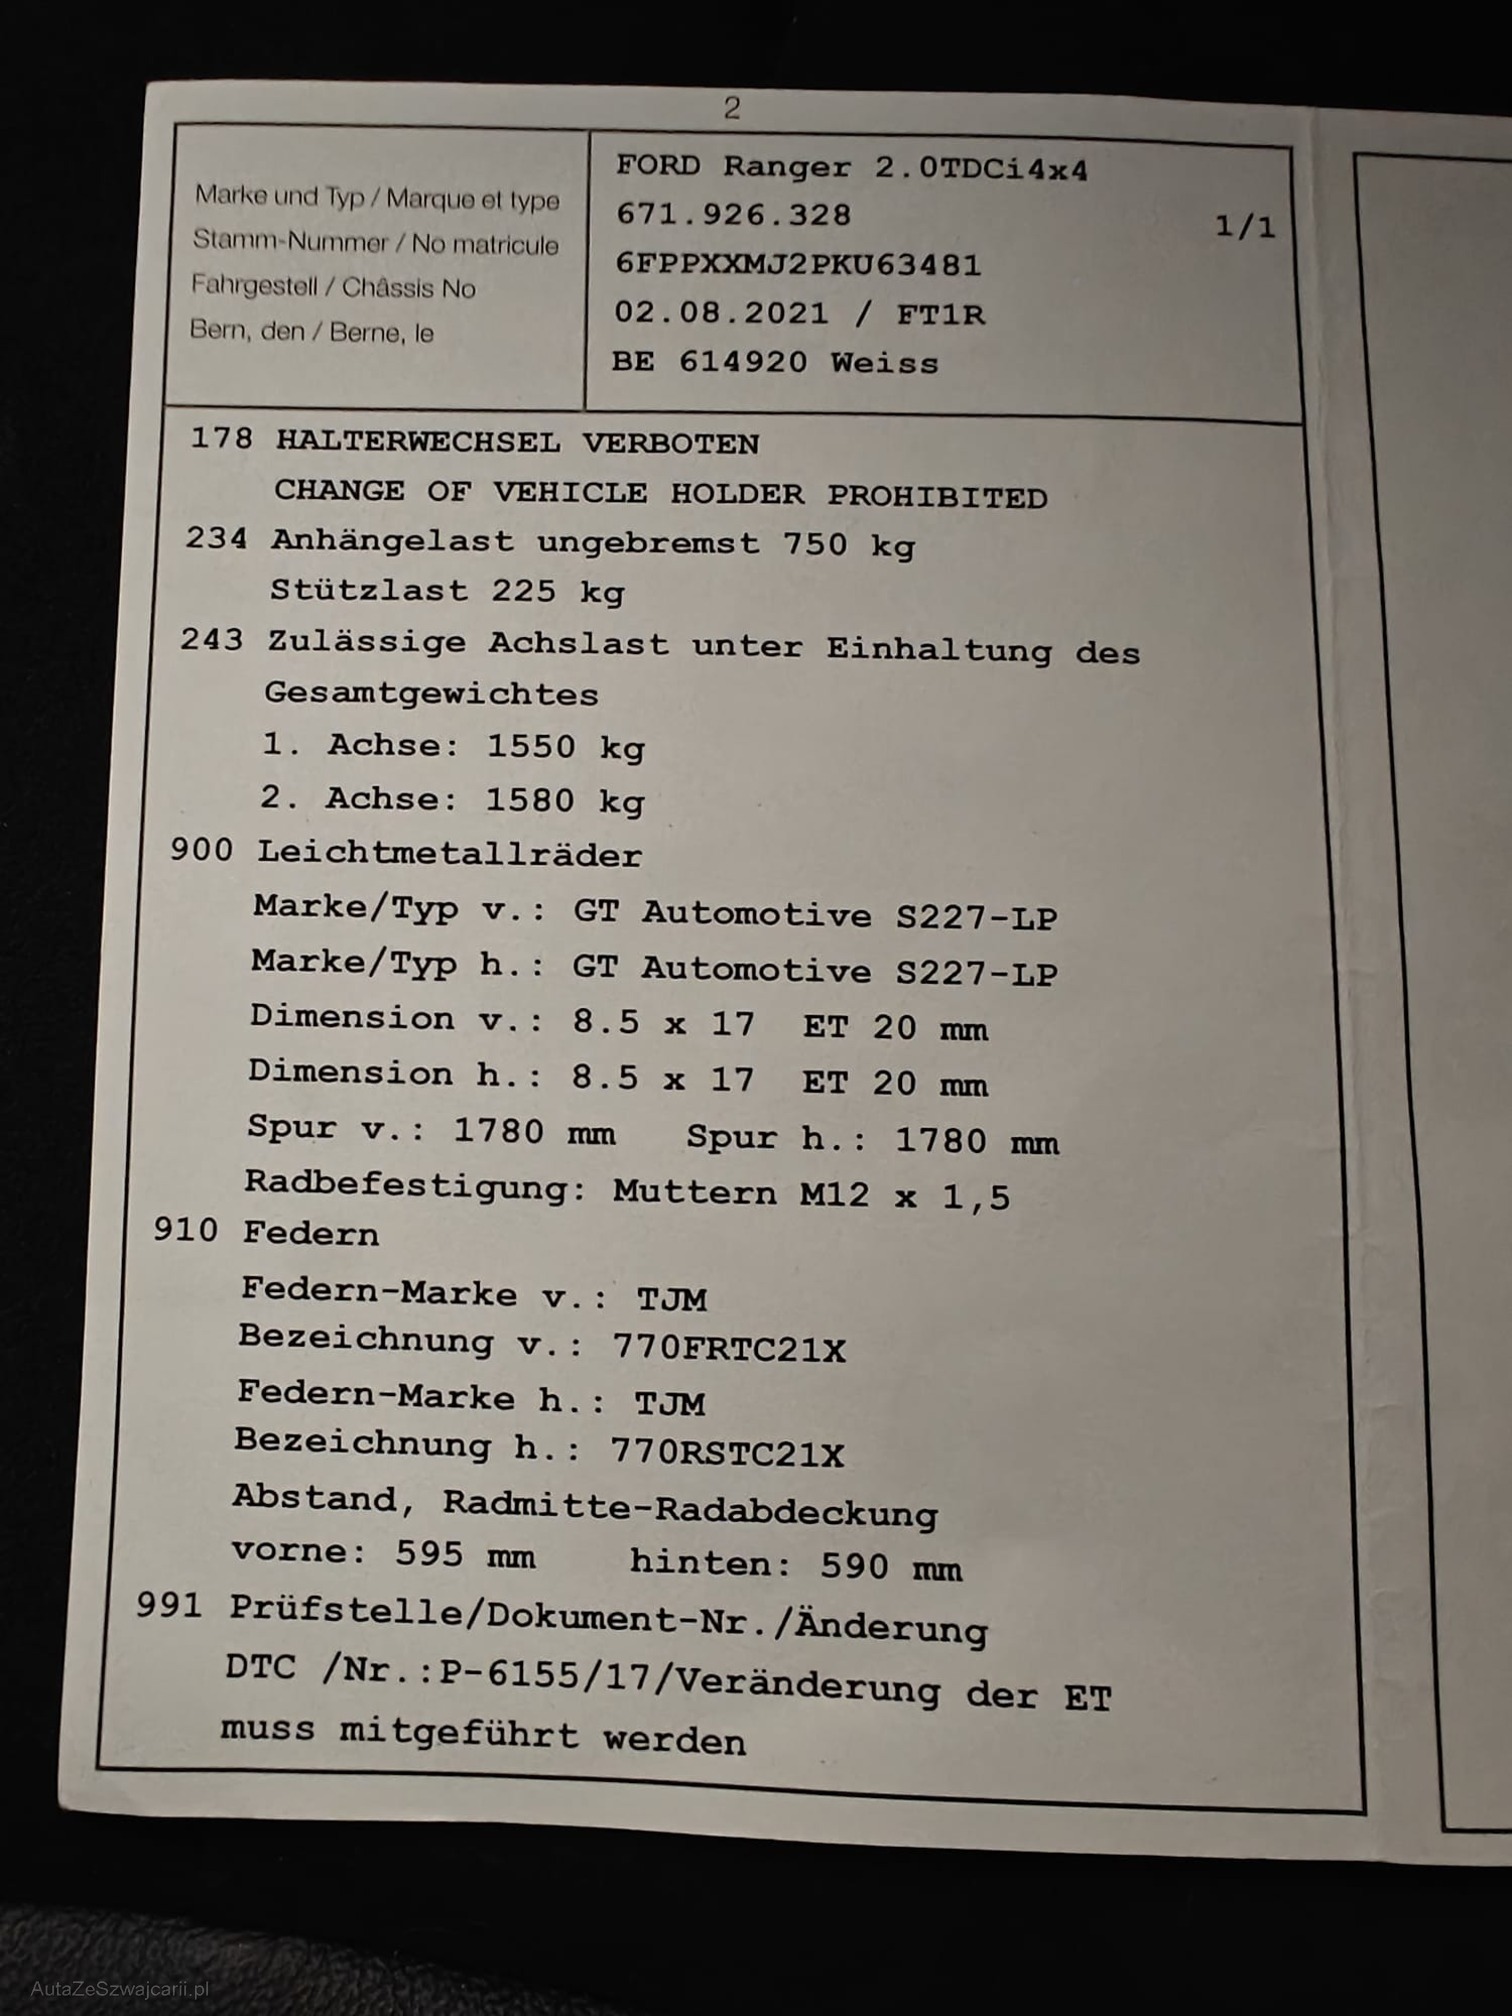 2
Marke und Typ / Marque et type
Stamm-Nummer / No matricule
Fahrgestell / Châssis No
Bern, den / Berne, le
FORD Ranger 2.0TDCi4x4
671.926.328 1/1
6FPPXXMJ2PKU63481
02.08.2021 / FT1R
BE 614920 Weiss
178 HALTERWECHSEL VERBOTEN
CHANGE OF VEHICLE HOLDER PROHIBITED
234 Anhängelast ungebremst 750 kg
Stützlast 225 kg
243 Zulässige Achslast unter Einhaltung des
Gesamtgewichtes
1. Achse: 1550 kg
2. Achse: 1580 kg
900 Leichtmetallräder
Marke/Typ v.: GT Automotive S227-LP
Marke/Typ h.: GT Automotive S227-LP
Dimension v.: 8.5 x 17 ET 20 mm
Dimension h.: 8.5 x 17 ET 20 mm
Spur v.: 1780 mm Spur h.: 1780 mm
Radbefestigung: Muttern M12 x 1,5
910 Federn
Federn-Marke v.: TJM
Bezeichnung v.: 770FRTC21X
Federn-Marke h.: TJM
Bezeichnung h.: 770RSTC21X
Abstand, Radmitte-Radabdeckung
vorne: 595 mm hinten: 590 mm
991 Prüfstelle/Dokument-Nr./Änderung
DTC /Nr.:P-6155/17/Veränderung der ET
muss mitgeführt werden
AutaZeSzwajcarii.pl